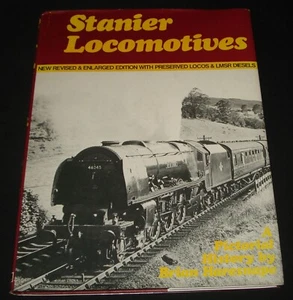 Stanier
Locomotives
NEW REVISED & ENLARGED EDITION WITH PRESERVED LOCOS & LMSR DIESELS
A
Pictorial
History by
Brian Haresnape